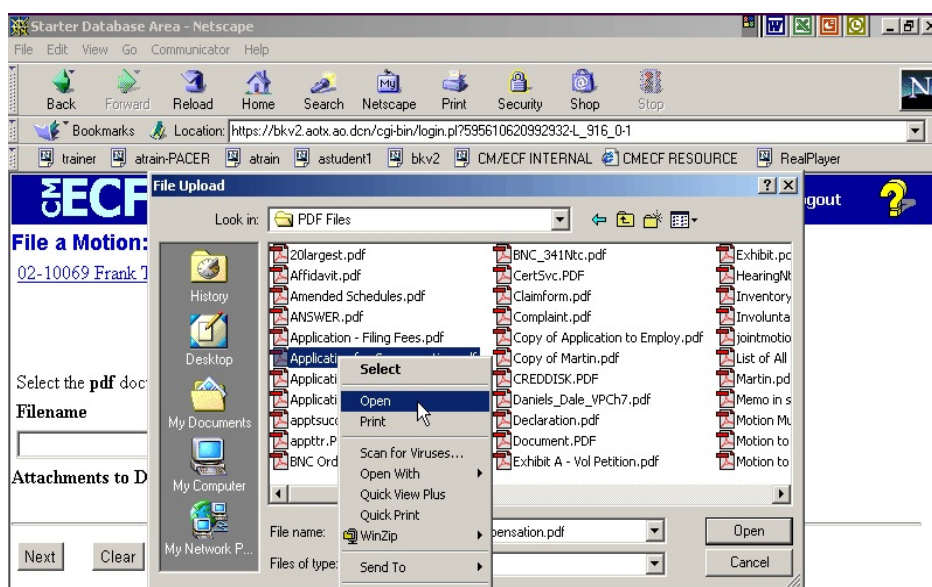 Starter Database Area - Netscape
File Edit View Go Communicator Help
Back Forward Reload Home Search Netscape Print Security Shop Stop
Bookmarks Location: https://bkv2.aotx.ao.dcn/cgi-bin/login.pl?595610620992932-L_916_0-1
trainer atrain-PACER atrain astudent1 bkv2 CM/ECF INTERNAL CMECF RESOURCE RealPlayer
CM ECF
File Upload
gout
Look in: PDF Files
File a Motion:
02-10069 Frank T
History
Desktop
My Documents
My Computer
My Network P...
20largest.pdf
Affidavit.pdf
Amended Schedules.pdf
ANSWER.pdf
Application - Filing Fees.pdf
Applicati
Applicati
apptsucc
appttr.P
BNC Ord
BNC_341Ntc.pdf
CertSvc.PDF
Claimform.pdf
Complaint.pdf
Copy of Application to Employ.pdf
Copy of Martin.pdf
CREDDISK.PDF
Daniels_Dale_VPCh7.pdf
Declaration.pdf
Document.PDF
Exhibit A - Vol Petition.pdf
Exhibit.pc
HearingNt
Inventory
Involunta
jointmotio
List of All
Martin.pd
Memo in s
Motion Mu
Motion to
Motion to
Select
Open
Print
Scan for Viruses...
Open With
Quick View Plus
Quick Print
WinZip
Send To
Select the pdf doc
Filename
Attachments to D
File name: pensation.pdf Open
Files of type: Cancel
Next Clear